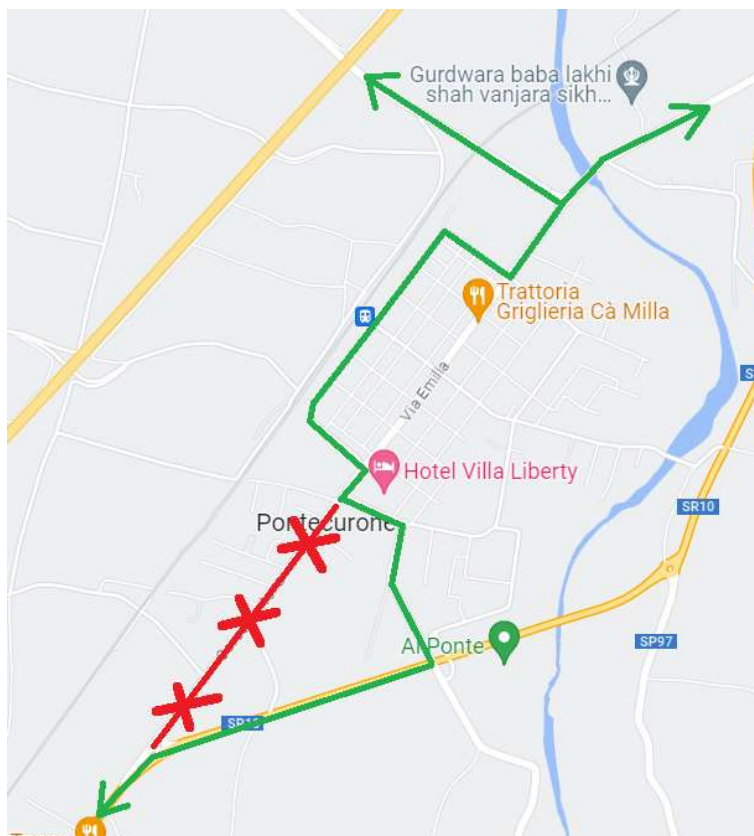 Gurdwara baba lakhi
shah vanjara sikh...
Trattoria
Griglieria Cà Milla
Via Emilia
Hotel Villa Liberty
Pontecurone
SR10
Al Ponte
SP97